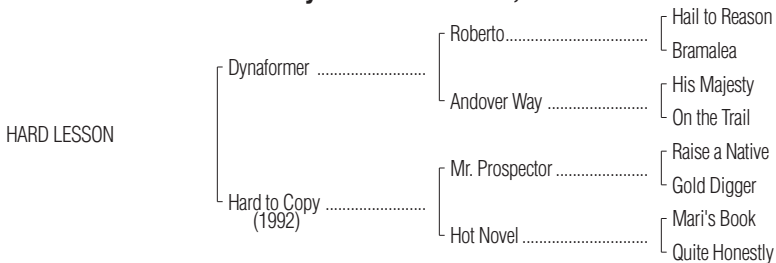 Hail to Reason
Roberto..................................
Bramalea
Dynaformer ..........................
His Majesty
Andover Way ........................
On the Trail
HARD LESSON
Raise a Native
Mr. Prospector ......................
Gold Digger
Hard to Copy ........................
(1992)
Mari's Book
Hot Novel ..............................
Quite Honestly